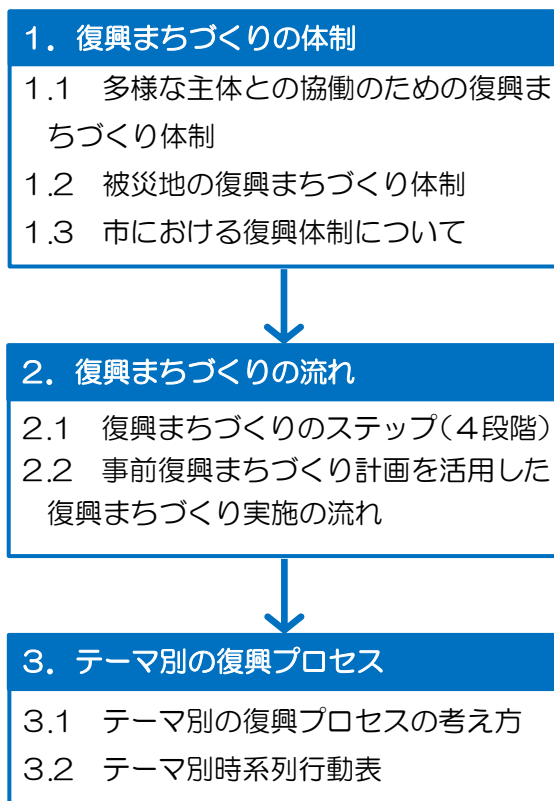 １．復興まちづくりの体制
１.１　多様な主体との協働のための復興ま
ちづくり体制
１.２　被災地の復興まちづくり体制
１.３　市における復興体制について
２．復興まちづくりの流れ
２.１　復興まちづくりのステップ（４段階）
２.２　事前復興まちづくり計画を活用した
復興まちづくり実施の流れ
３．テーマ別の復興プロセス
３.１　テーマ別の復興プロセスの考え方
３.２　テーマ別時系列行動表